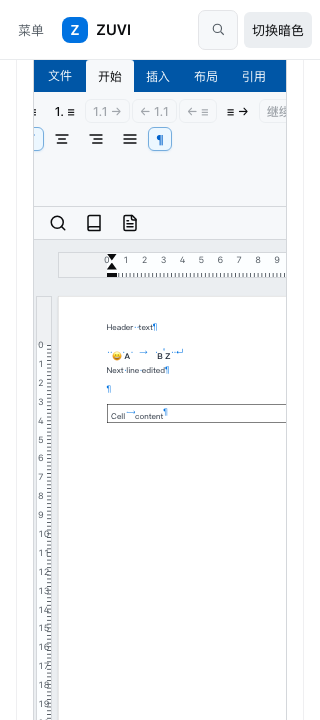 菜单 Z ZUVI 切换暗色
文件 开始 插入 布局 引用
1. ≡ 1.1 → ← 1.1 ← ≡ ≡ →
¶
0 1 2 3 4 5 6 7 8 9
Header··text¶
😀 A → B Z ↵
Next·line·edited¶
¶
Cell → content¶
0
1
2
3
4
5
6
7
8
9
10
11
12
13
14
15
16
17
18
19